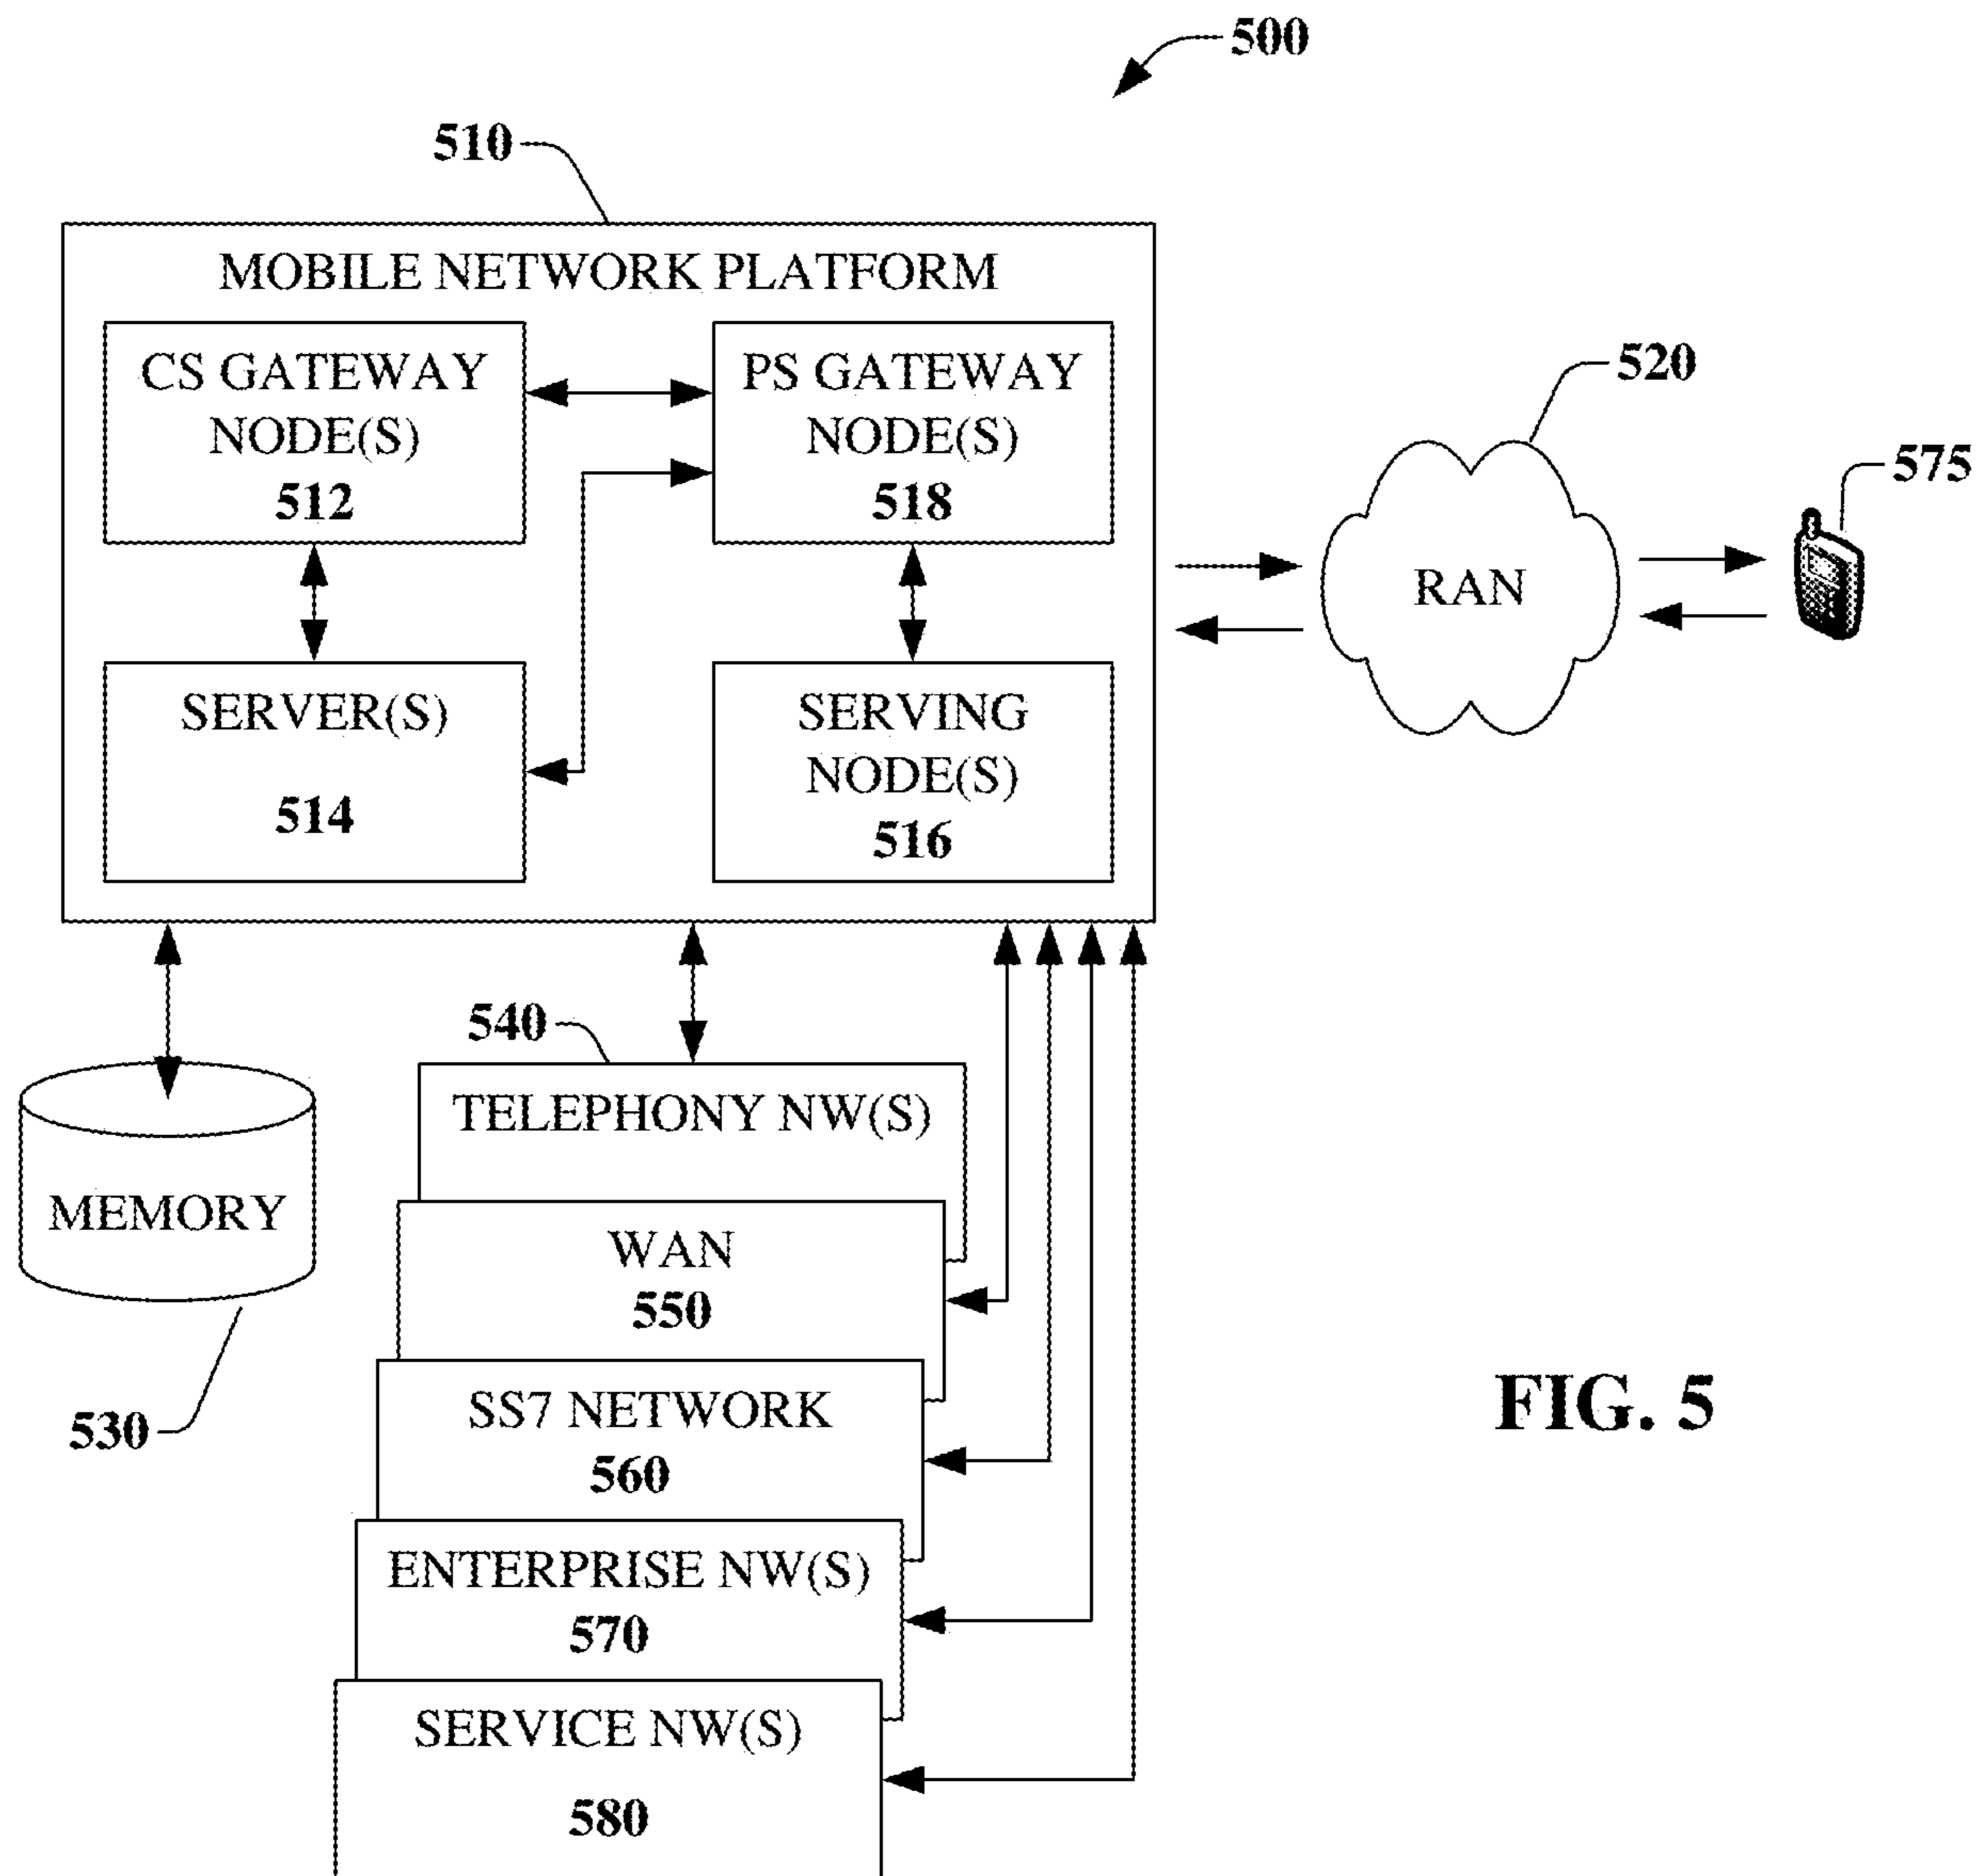 500
510
MOBILE NETWORK PLATFORM
CS GATEWAY
NODE(S)
512
PS GATEWAY
NODE(S)
518
SERVER(S)
514
SERVING
NODE(S)
516
520
RAN
575
540
TELEPHONY NW(S)
MEMORY
530
WAN
550
SS7 NETWORK
560
ENTERPRISE NW(S)
570
SERVICE NW(S)
580
FIG. 5